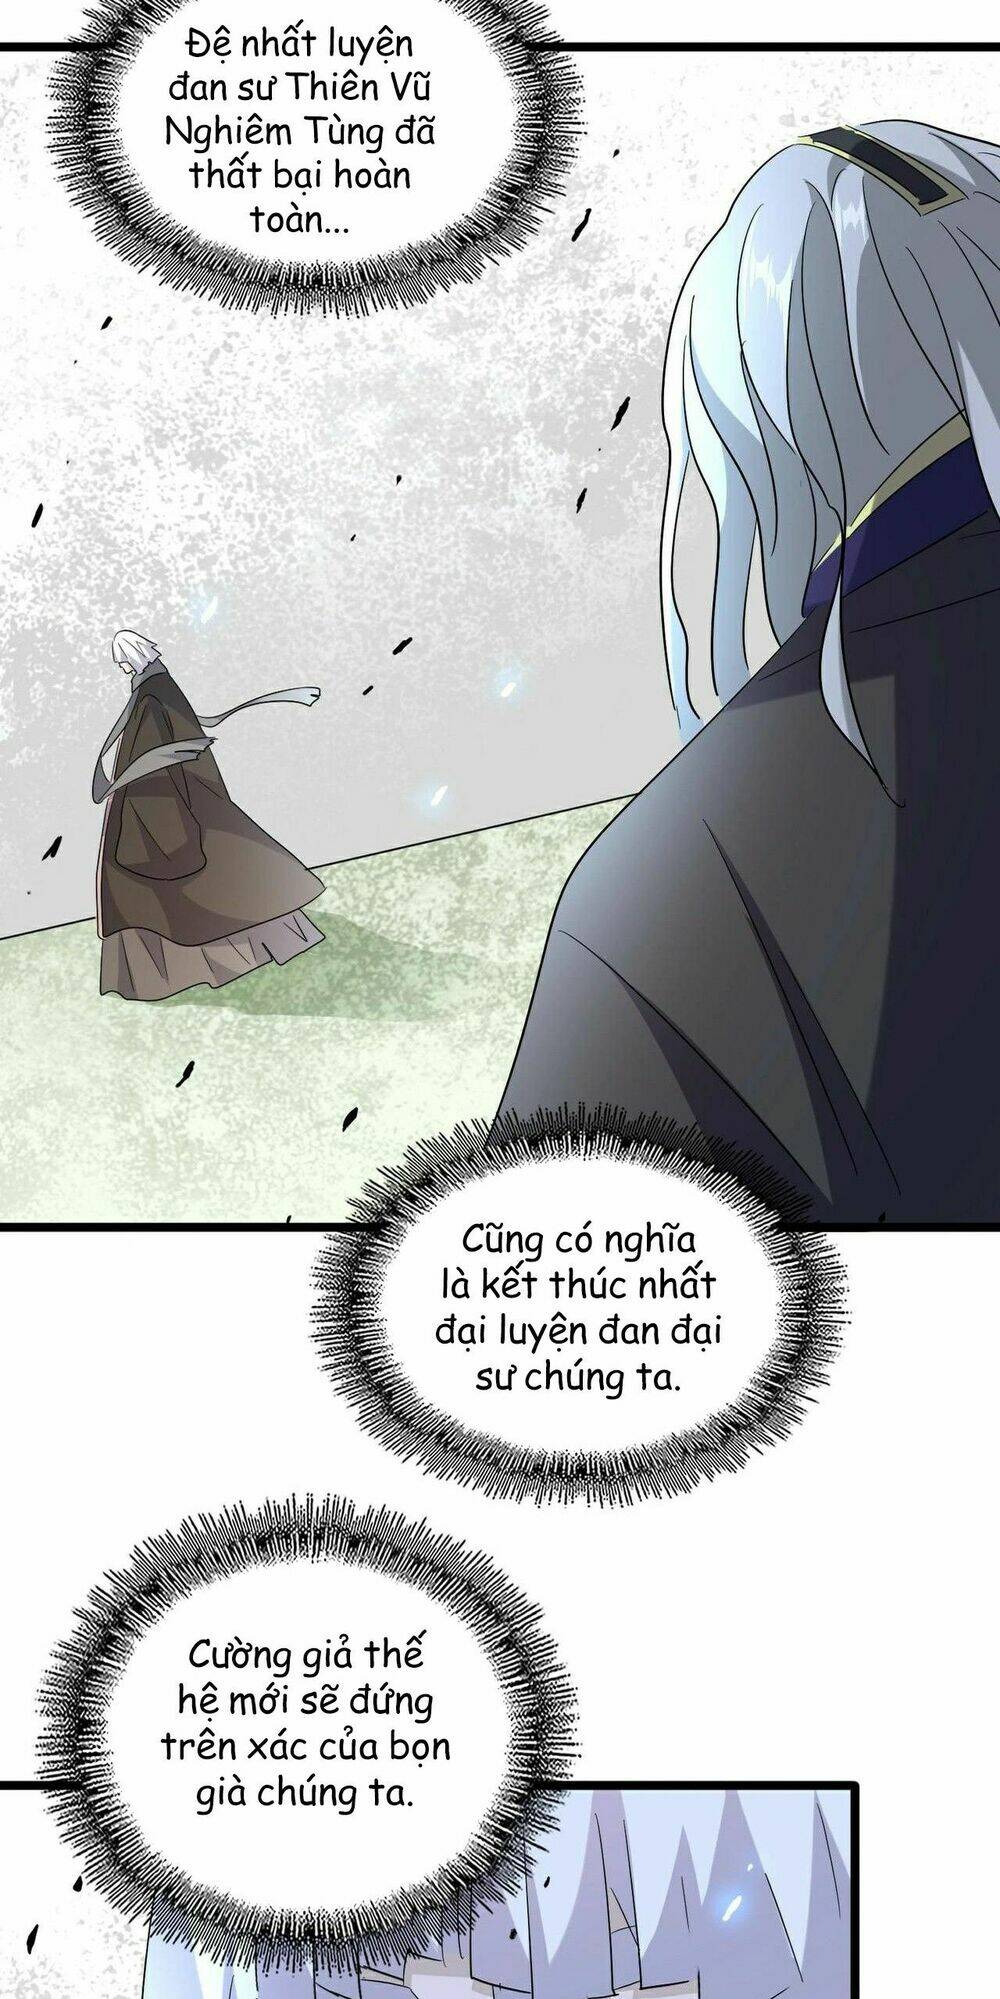 Đệ nhất luyện
đan sư Thiên Vũ
Nghiêm Tùng đã
thất bại hoàn
toàn...
Cũng có nghĩa
là kết thúc nhất
đại luyện đan đại
sư chúng ta.
Cường giả thế
hệ mới sẽ đứng
trên xác của bọn
già chúng ta.